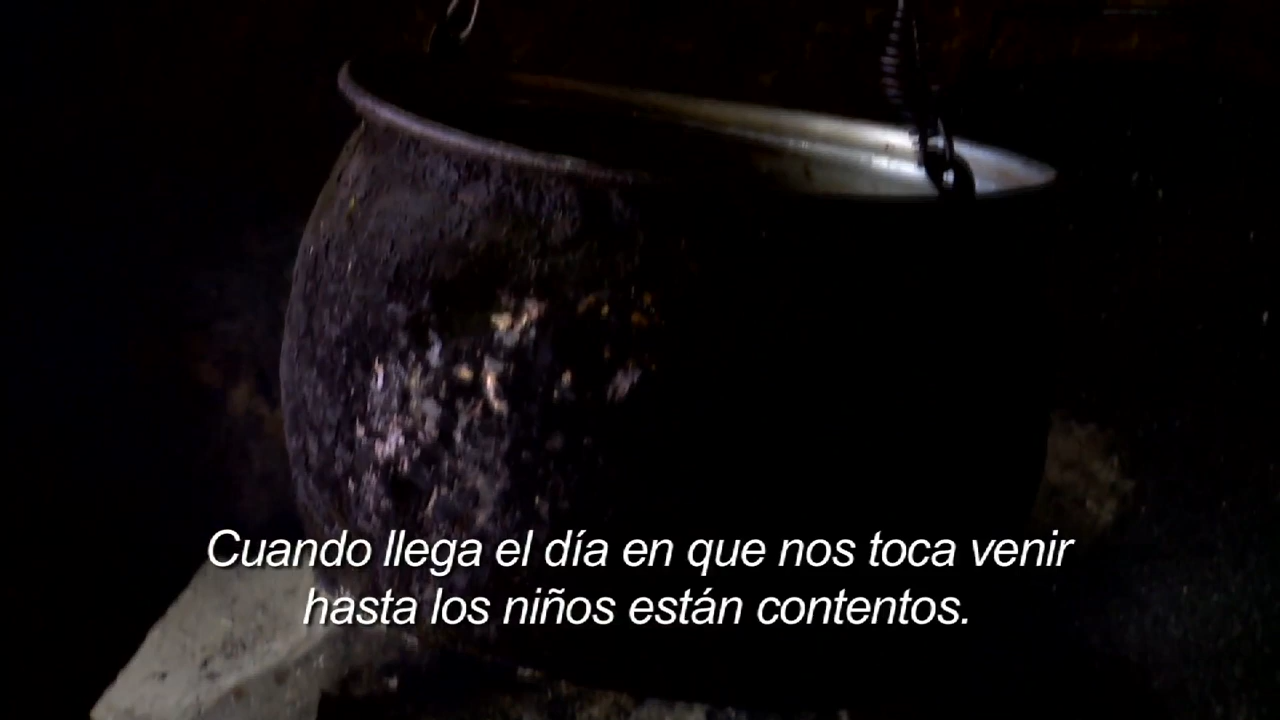 Cuando llega el día en que nos toca venir
hasta los niños están contentos.